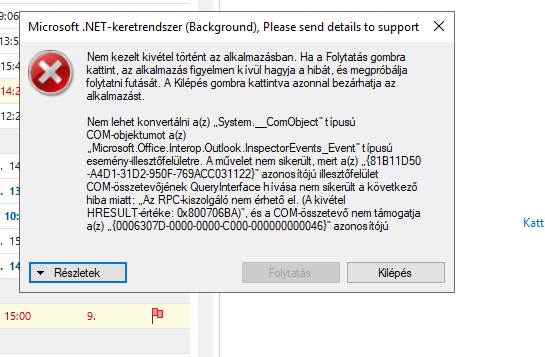 9:06
Microsoft .NET-keretrendszer (Background), Please send details to support
13:5
15:4
14:2
12:2
Nem kezelt kivétel történt az alkalmazásban. Ha a Folytatás gombra
kattint, az alkalmazás figyelmen kívül hagyja a hibát, és megpróbálja
folytatni futását. A Kilépés gombra kattintva azonnal bezárhatja az
alkalmazást.
Nem lehet konvertálni a(z) „System.__ComObject” típusú
COM-objektumot a(z)
„Microsoft.Office.Interop.Outlook.InspectorEvents_Event” típusú
esemény-illesztőfelületre. A művelet nem sikerült, mert a(z) „{81B11D50
-A4D1-31D2-950F-769ACC031122}” azonosítójú illesztőfelület
COM-összetevőjének QueryInterface hívása nem sikerült a következő
hiba miatt: „Az RPC-kiszolgáló nem érhető el. (A kivétel
HRESULT-értéke: 0x800706BA)”, és a COM-összetevő nem támogatja
a(z) „{0006307D-0000-0000-C000-000000000046}” azonosítójú
. 14
. 13
10:
. 15
. 14
Részletek
Folytatás
Kilépés
Katt
15:00 9.